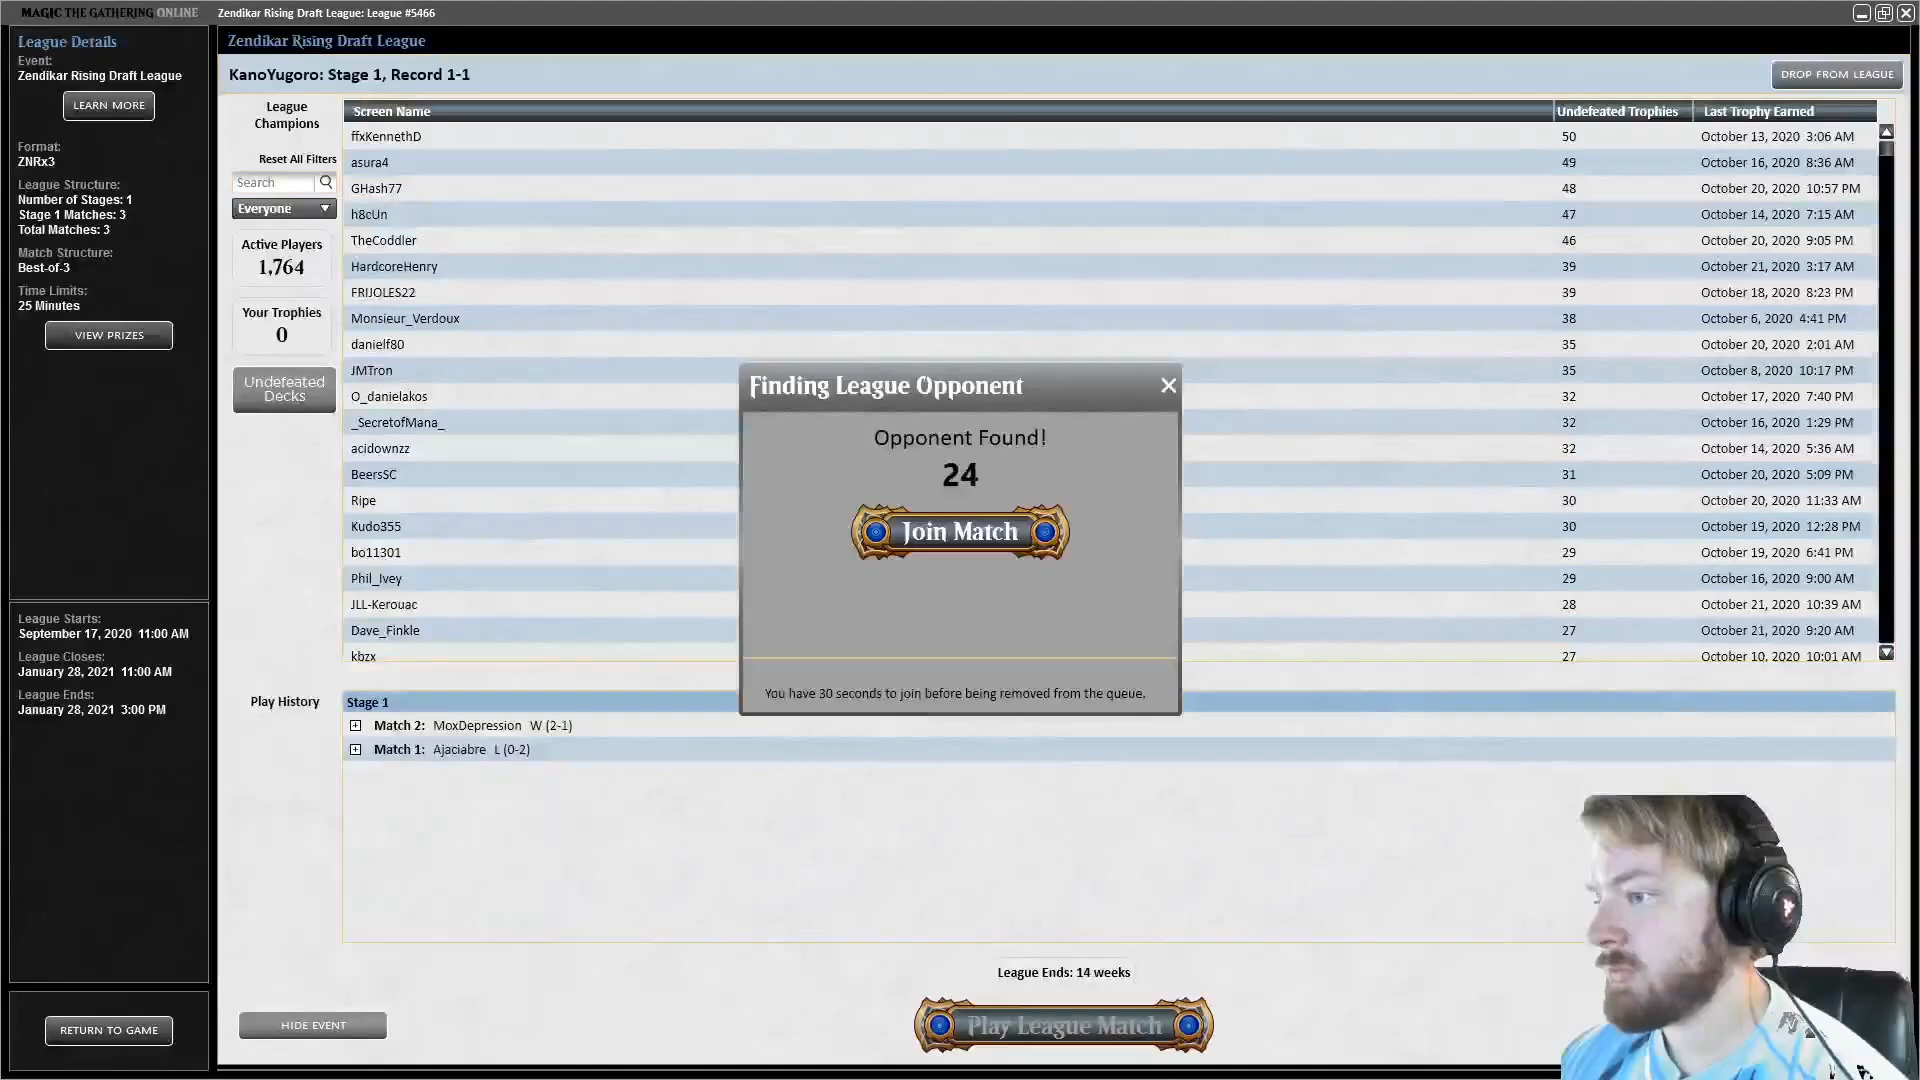 MAGIC THE GATHERING ONLINE
Zendikar Rising Draft League: League #5466
League Details
Event:
Zendikar Rising Draft League
LEARN MORE
Format:
ZNRx3
League Structure:
Number of Stages: 1
Stage 1 Matches: 3
Total Matches: 3
Match Structure:
Best-of-3
Time Limits:
25 Minutes
VIEW PRIZES
League Starts:
September 17, 2020 11:00 AM
League Closes:
January 28, 2021 11:00 AM
League Ends:
January 28, 2021 3:00 PM
RETURN TO GAME
Zendikar Rising Draft League
KanoYugoro: Stage 1, Record 1-1
DROP FROM LEAGUE
League
Champions
Reset All Filters
Search
Everyone
Active Players
1,764
Your Trophies
0
Undefeated
Decks
Screen Name Undefeated Trophies Last Trophy Earned
ffxKennethD 50 October 13, 2020 3:06 AM
asura4 49 October 16, 2020 8:36 AM
GHash77 48 October 20, 2020 10:57 PM
h8cUn 47 October 14, 2020 7:15 AM
TheCoddler 46 October 20, 2020 9:05 PM
HardcoreHenry 39 October 21, 2020 3:17 AM
FRIJOLES22 39 October 18, 2020 8:23 PM
Monsieur_Verdoux 38 October 6, 2020 4:41 PM
danielf80 35 October 20, 2020 2:01 AM
JMTron 35 October 8, 2020 10:17 PM
O_danielakos 32 October 17, 2020 7:40 PM
_SecretofMana_ 32 October 16, 2020 1:29 PM
acidownzz 32 October 14, 2020 5:36 AM
BeersSC 31 October 20, 2020 5:09 PM
Ripe 30 October 20, 2020 11:33 AM
Kudo355 30 October 19, 2020 12:28 PM
bo11301 29 October 19, 2020 6:41 PM
Phil_Ivey 29 October 16, 2020 9:00 AM
JLL-Kerouac 28 October 21, 2020 10:39 AM
Dave_Finkle 27 October 21, 2020 9:20 AM
kbzx 27 October 10, 2020 10:01 AM
Finding League Opponent
Opponent Found!
24
Join Match
You have 30 seconds to join before being removed from the queue.
Play History
Stage 1
Match 2: MoxDepression W (2-1)
Match 1: Ajaciabre L (0-2)
League Ends: 14 weeks
HIDE EVENT
Play League Match